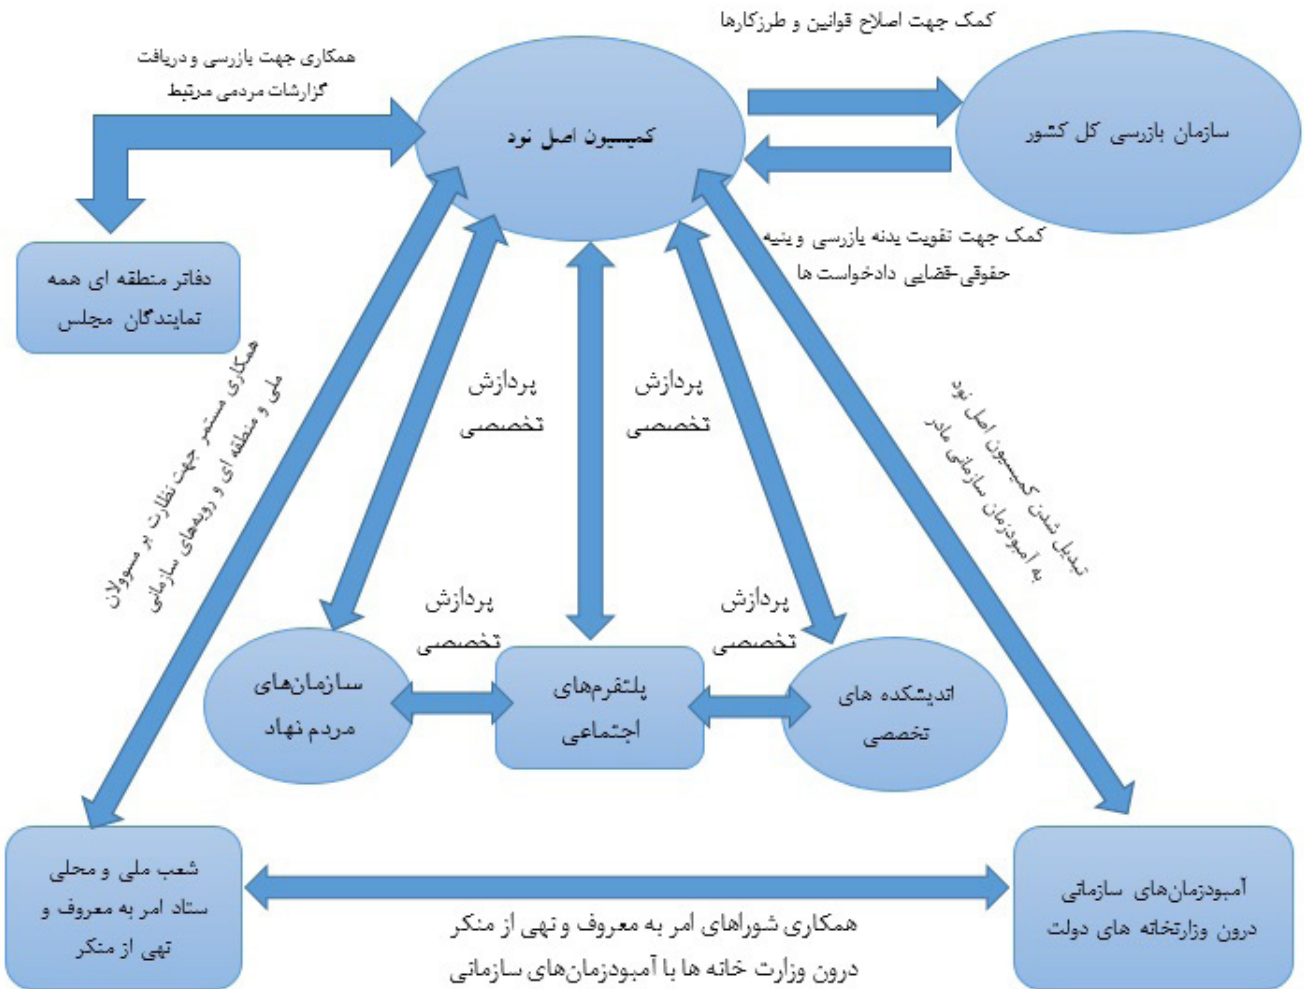 کمک جهت اصلاح قوانین و طرزکارها
همکاری جهت بازرسی و دریافت
گزارشات مردمی مرتبط
کمیسیون اصل نود
سازمان بازرسی کل کشور
کمک جهت تقویت بدنه بازرسی و بنیه
حقوقی-قضایی دادخواست ها
دفاتر منطقه ای همه
نمایندگان مجلس
همکاری مستمر جهت نظارت بر مسوولان
ملی و منطقه ای و رویه‌های سازمانی
پردازش
تخصصی
پردازش
تخصصی
تبدیل شدن کمیسیون اصل نود
به آمبودزمان سازمانی مادر
پردازش
تخصصی
پردازش
تخصصی
سازمان‌های
مردم نهاد
پلتفرم‌های
اجتماعی
اندیشکده های
تخصصی
شعب ملی و محلی
ستاد امر به معروف و
نهی از منکر
آمبودزمان‌های سازمانی
درون وزارتخانه های دولت
همکاری شوراهای امر به معروف و نهی از منکر
درون وزارت خانه ها با آمبودزمان‌های سازمانی